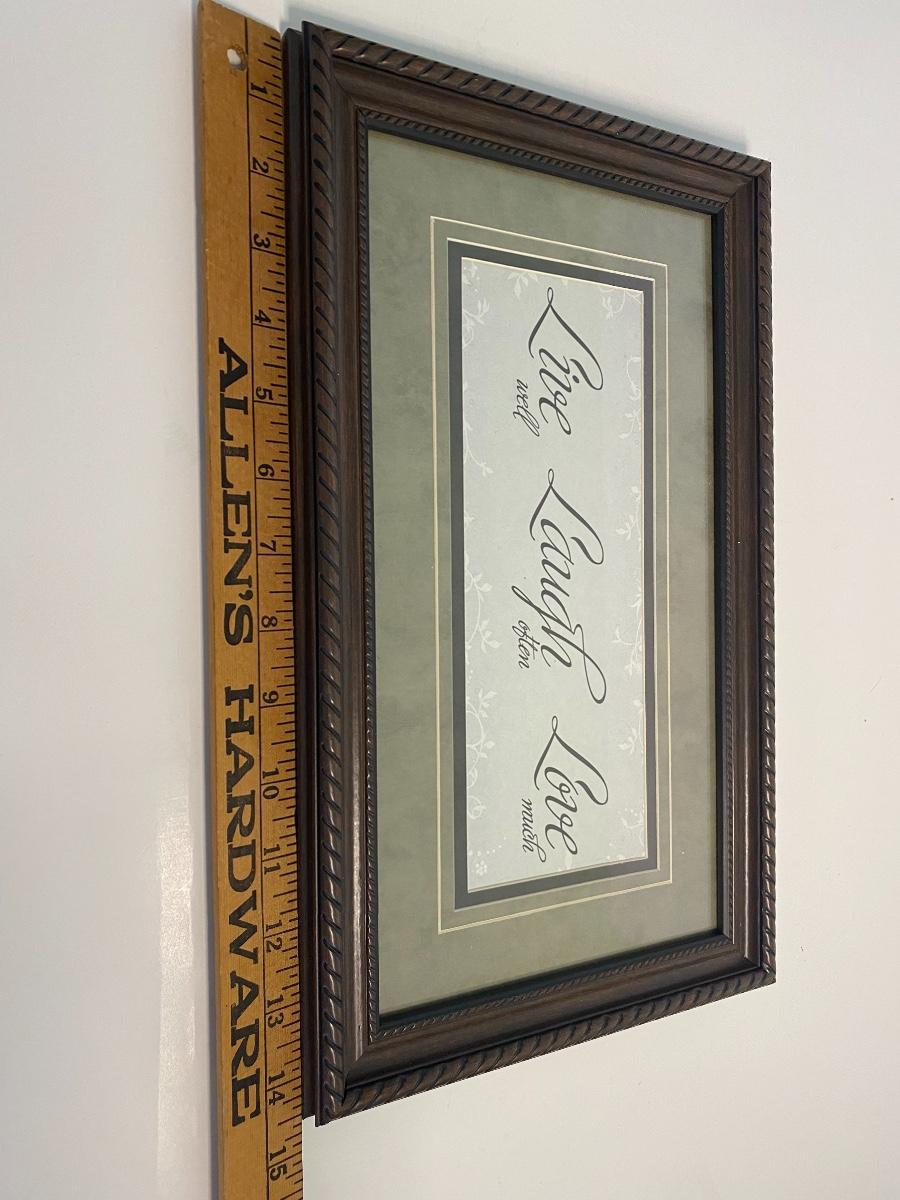 Live Laugh Love
well often much
1 2 3 4 5 6 7 8 9 10 11 12 13 14 15
ALLEN'S HARDWARE